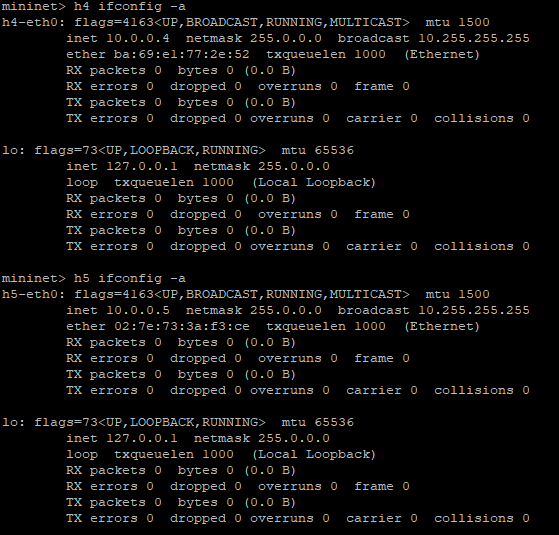 mininet> h4 ifconfig -a
h4-eth0: flags=4163<UP,BROADCAST,RUNNING,MULTICAST>  mtu 1500
        inet 10.0.0.4  netmask 255.0.0.0  broadcast 10.255.255.255
        ether ba:69:e1:77:2e:52  txqueuelen 1000  (Ethernet)
        RX packets 0  bytes 0 (0.0 B)
        RX errors 0  dropped 0  overruns 0  frame 0
        TX packets 0  bytes 0 (0.0 B)
        TX errors 0  dropped 0 overruns 0  carrier 0  collisions 0

lo: flags=73<UP,LOOPBACK,RUNNING>  mtu 65536
        inet 127.0.0.1  netmask 255.0.0.0
        loop  txqueuelen 1000  (Local Loopback)
        RX packets 0  bytes 0 (0.0 B)
        RX errors 0  dropped 0  overruns 0  frame 0
        TX packets 0  bytes 0 (0.0 B)
        TX errors 0  dropped 0 overruns 0  carrier 0  collisions 0

mininet> h5 ifconfig -a
h5-eth0: flags=4163<UP,BROADCAST,RUNNING,MULTICAST>  mtu 1500
        inet 10.0.0.5  netmask 255.0.0.0  broadcast 10.255.255.255
        ether 02:7e:73:3a:f3:ce  txqueuelen 1000  (Ethernet)
        RX packets 0  bytes 0 (0.0 B)
        RX errors 0  dropped 0  overruns 0  frame 0
        TX packets 0  bytes 0 (0.0 B)
        TX errors 0  dropped 0 overruns 0  carrier 0  collisions 0

lo: flags=73<UP,LOOPBACK,RUNNING>  mtu 65536
        inet 127.0.0.1  netmask 255.0.0.0
        loop  txqueuelen 1000  (Local Loopback)
        RX packets 0  bytes 0 (0.0 B)
        RX errors 0  dropped 0  overruns 0  frame 0
        TX packets 0  bytes 0 (0.0 B)
        TX errors 0  dropped 0 overruns 0  carrier 0  collisions 0